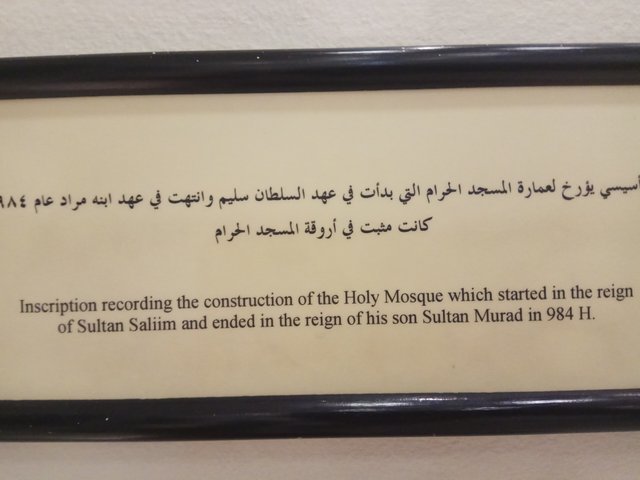 أسيسي يؤرخ لعمارة المسجد الحرام التي بدأت في عهد السلطان سليم وانتهت في عهد ابنه مراد عام ٩٨٤
كانت مثبت في أروقة المسجد الحرام
Inscription recording the construction of the Holy Mosque which started in the reign
of Sultan Saliim and ended in the reign of his son Sultan Murad in 984 H.